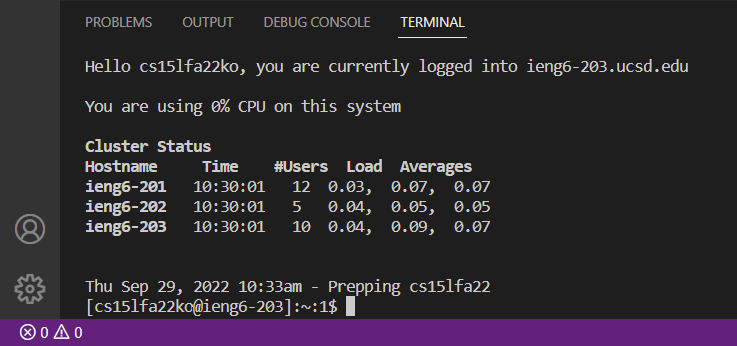 PROBLEMS OUTPUT DEBUG CONSOLE TERMINAL
Hello cs15lfa22ko, you are currently logged into ieng6-203.ucsd.edu
You are using 0% CPU on this system
Cluster Status
Hostname Time #Users Load Averages
ieng6-201 10:30:01 12 0.03, 0.07, 0.07
ieng6-202 10:30:01 5 0.04, 0.05, 0.05
ieng6-203 10:30:01 10 0.04, 0.09, 0.07
Thu Sep 29, 2022 10:33am - Prepping cs15lfa22
[cs15lfa22ko@ieng6-203]:~:1$
0 0